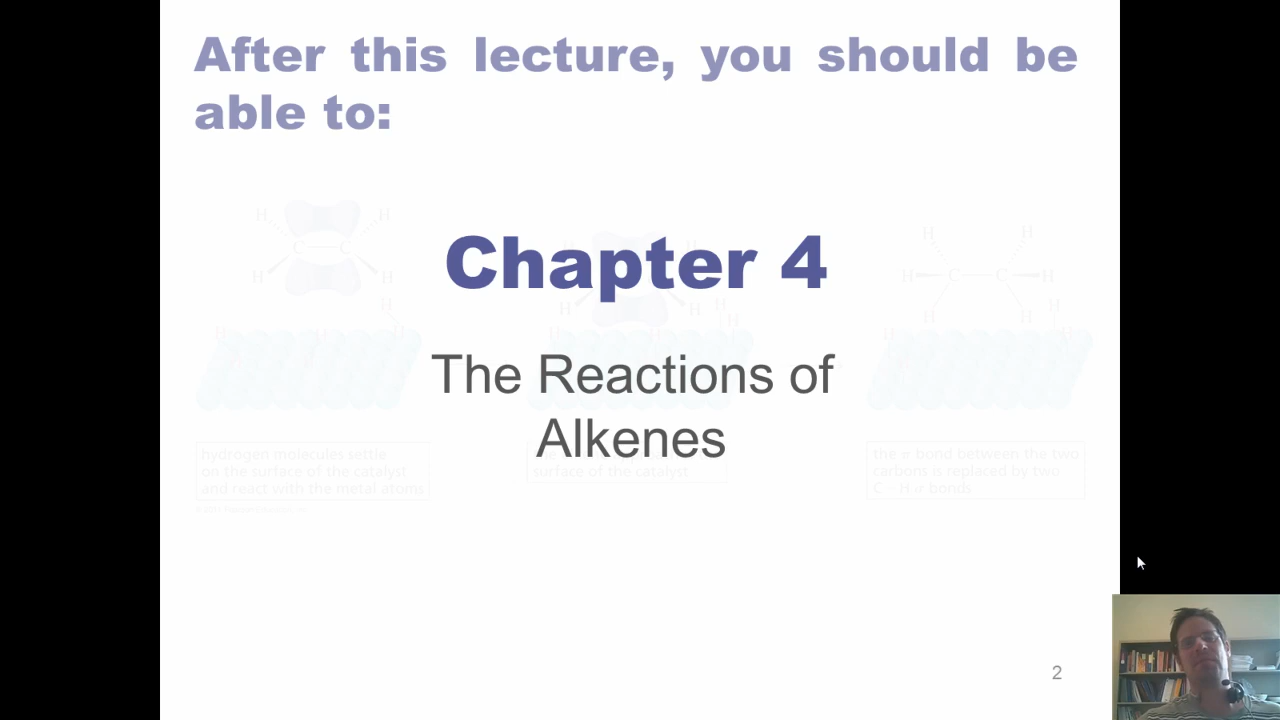 After this lecture, you should be
able to:
Chapter 4
The Reactions of
Alkenes
hydrogen molecules settle
on the surface of the catalyst
and react with the metal atoms
surface of the catalyst
the σ bond between the two
carbons is replaced by two
C—H σ bonds
H H H H
C C
2